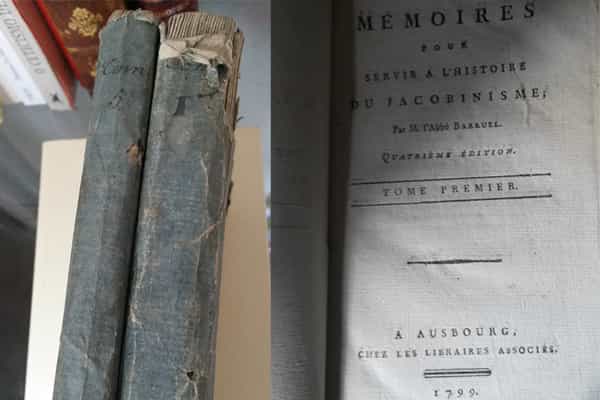 MÉMOIRES
POUR
SERVIR A L'HISTOIRE
DU JACOBINISME,
Par M. l'Abbé BARRUEL.
QUATRIÈME ÉDITION.
TOME PREMIER.
A AUSBOURG,
CHEZ LES LIBRAIRES ASSOCIÉS.
1799.